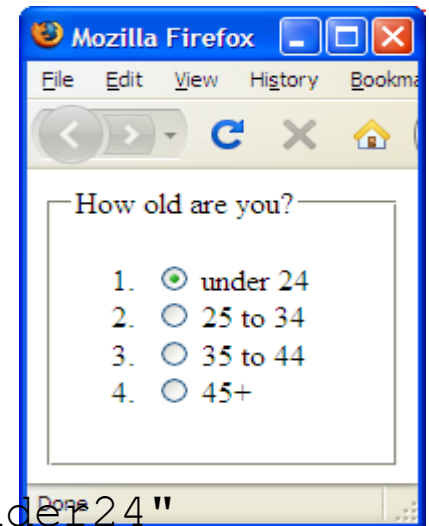 Mozilla Firefox
File Edit View History Bookma
How old are you?
1. under 24
2. 25 to 34
3. 35 to 44
4. 45+
Done
der24"